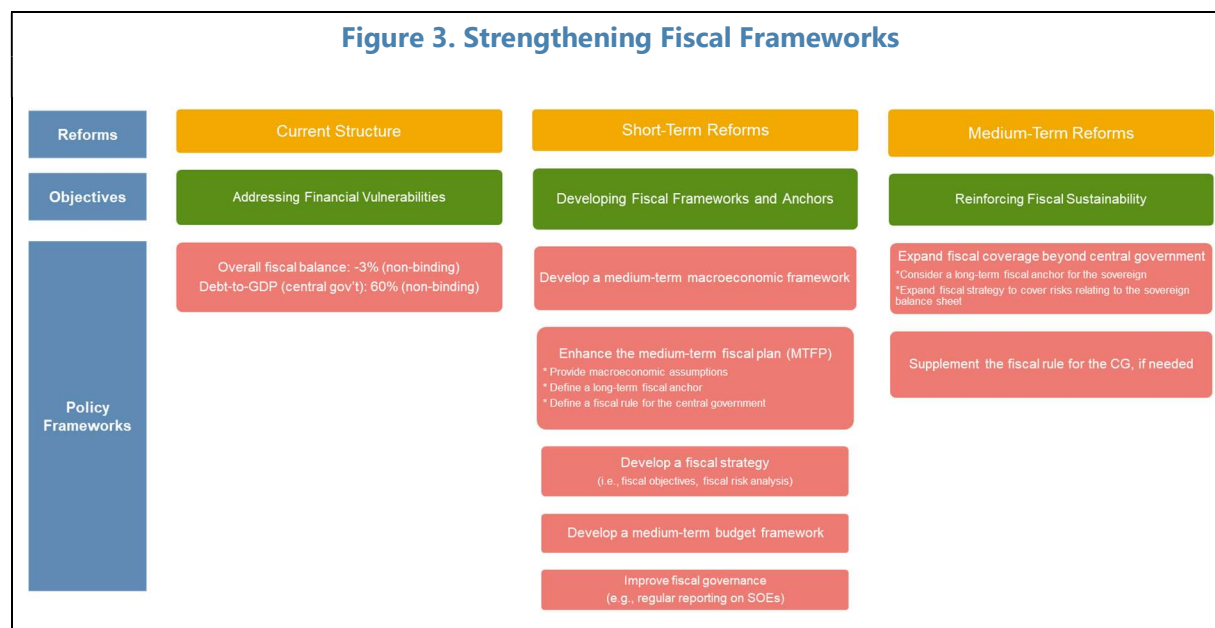 Figure 3. Strengthening Fiscal Frameworks
Reforms
Current Structure
Short-Term Reforms
Medium-Term Reforms
Objectives
Addressing Financial Vulnerabilities
Developing Fiscal Frameworks and Anchors
Reinforcing Fiscal Sustainability
Policy
Frameworks
Overall fiscal balance: -3% (non-binding)
Debt-to-GDP (central gov't): 60% (non-binding)
Develop a medium-term macroeconomic framework
Enhance the medium-term fiscal plan (MTFP)
* Provide macroeconomic assumptions
* Define a long-term fiscal anchor
* Define a fiscal rule for the central government
Develop a fiscal strategy
(i.e., fiscal objectives, fiscal risk analysis)
Develop a medium-term budget framework
Improve fiscal governance
(e.g., regular reporting on SOEs)
Expand fiscal coverage beyond central government
*Consider a long-term fiscal anchor for the sovereign
*Expand fiscal strategy to cover risks relating to the sovereign
balance sheet
Supplement the fiscal rule for the CG, if needed